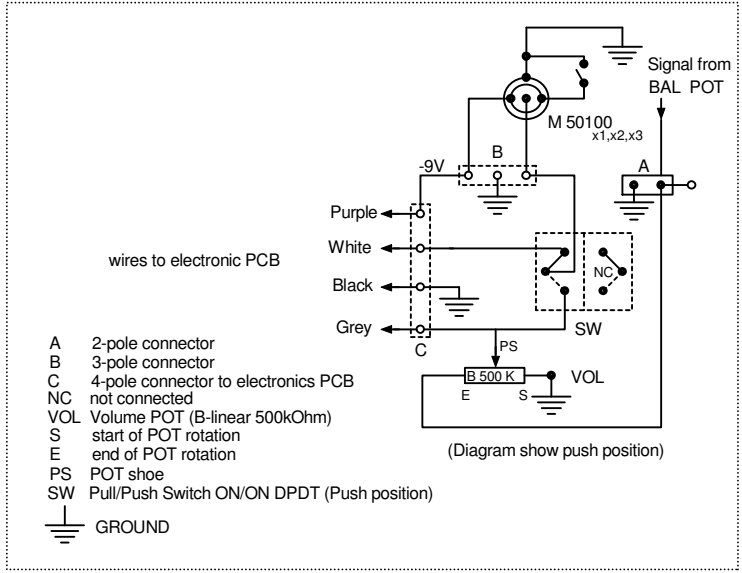 Signal from
BAL POT
M 50100
x1,x2,x3
B
A
-9V
Purple
White
wires to electronic PCB
NC
Black
SW
Grey
C
PS
B 500 K
VOL
E
S
(Diagram show push position)
A 2-pole connector
B 3-pole connector
C 4-pole connector to electronics PCB
NC not connected
VOL Volume POT (B-linear 500kOhm)
S start of POT rotation
E end of POT rotation
PS POT shoe
SW Pull/Push Switch ON/ON DPDT (Push position)
GROUND